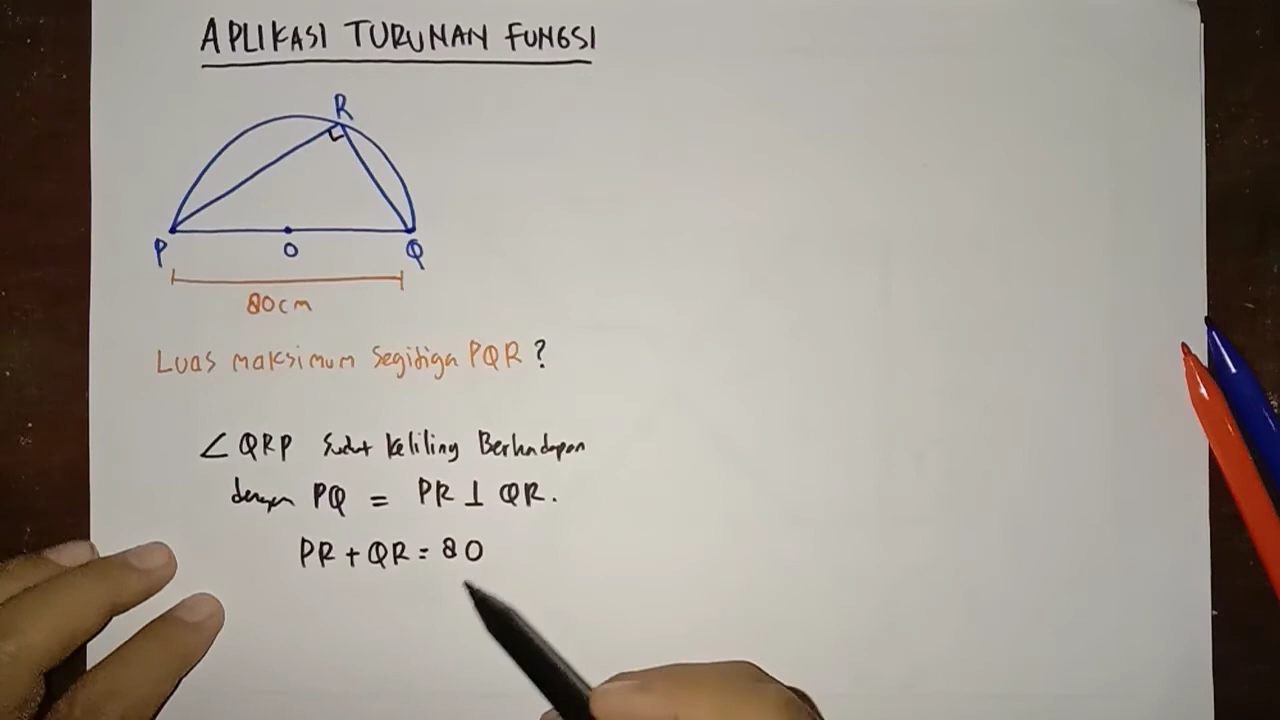 APLIKASI TURUNAN FUNGSI
R
P
O
Q
80cm
Luas maksimum segitiga PQR ?
∠ QRP sudut keliling Berhadapan
dengan PQ = PR ⊥ QR.
PR + QR = 80